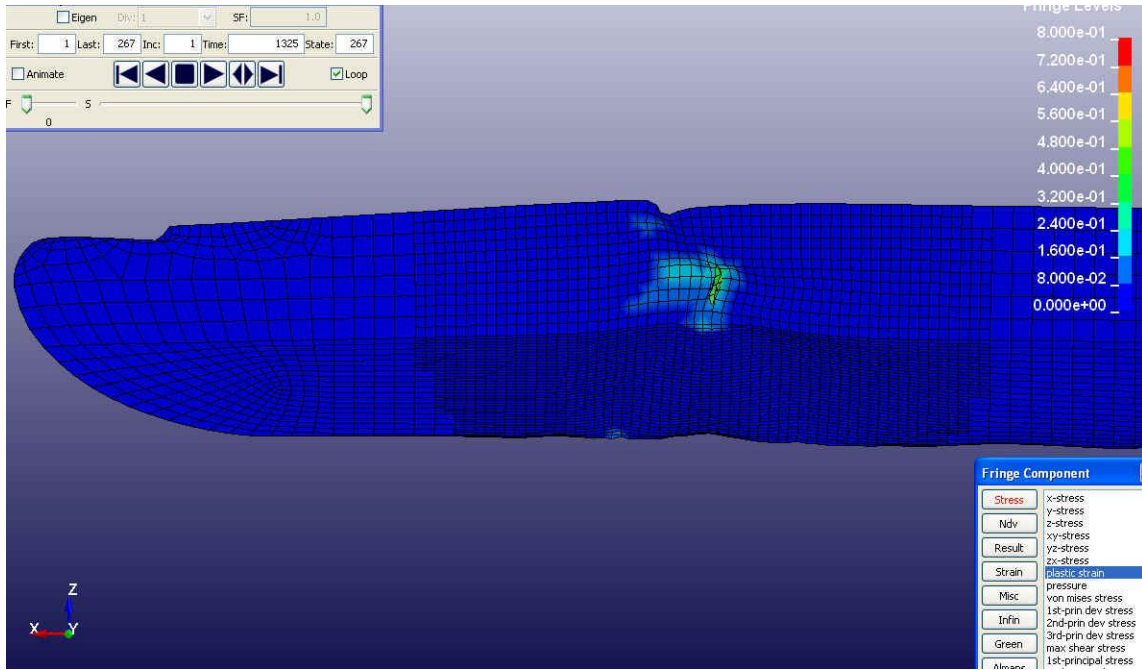 Eigen Div: 1 SF: 1.0
First: 1 Last: 267 Inc: 1 Time: 1325 State: 267
Animate Loop
F S
0
Fringe Levels
8.000e-01
7.200e-01
6.400e-01
5.600e-01
4.800e-01
4.000e-01
3.200e-01
2.400e-01
1.600e-01
8.000e-02
0.000e+00
Fringe Component
Stress
Ndv
Result
Strain
Misc
Infin
Green
Almans
x-stress
y-stress
z-stress
xy-stress
yz-stress
zx-stress
plastic strain
pressure
von mises stress
1st-prin dev stress
2nd-prin dev stress
3rd-prin dev stress
max shear stress
1st-principal stress
Z
X Y